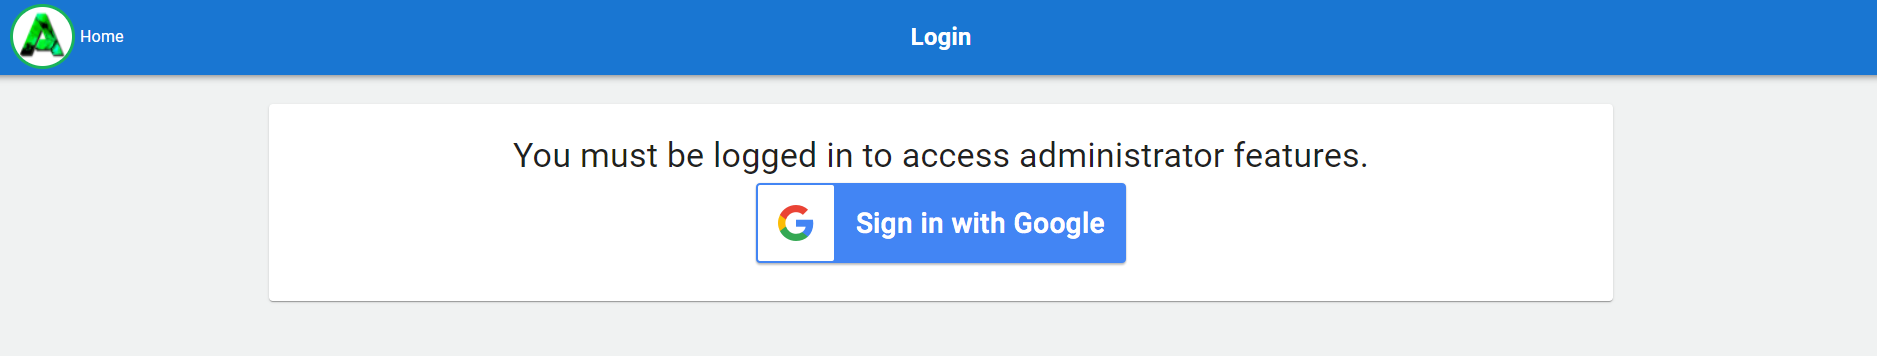 Home
Login
You must be logged in to access administrator features.
Sign in with Google